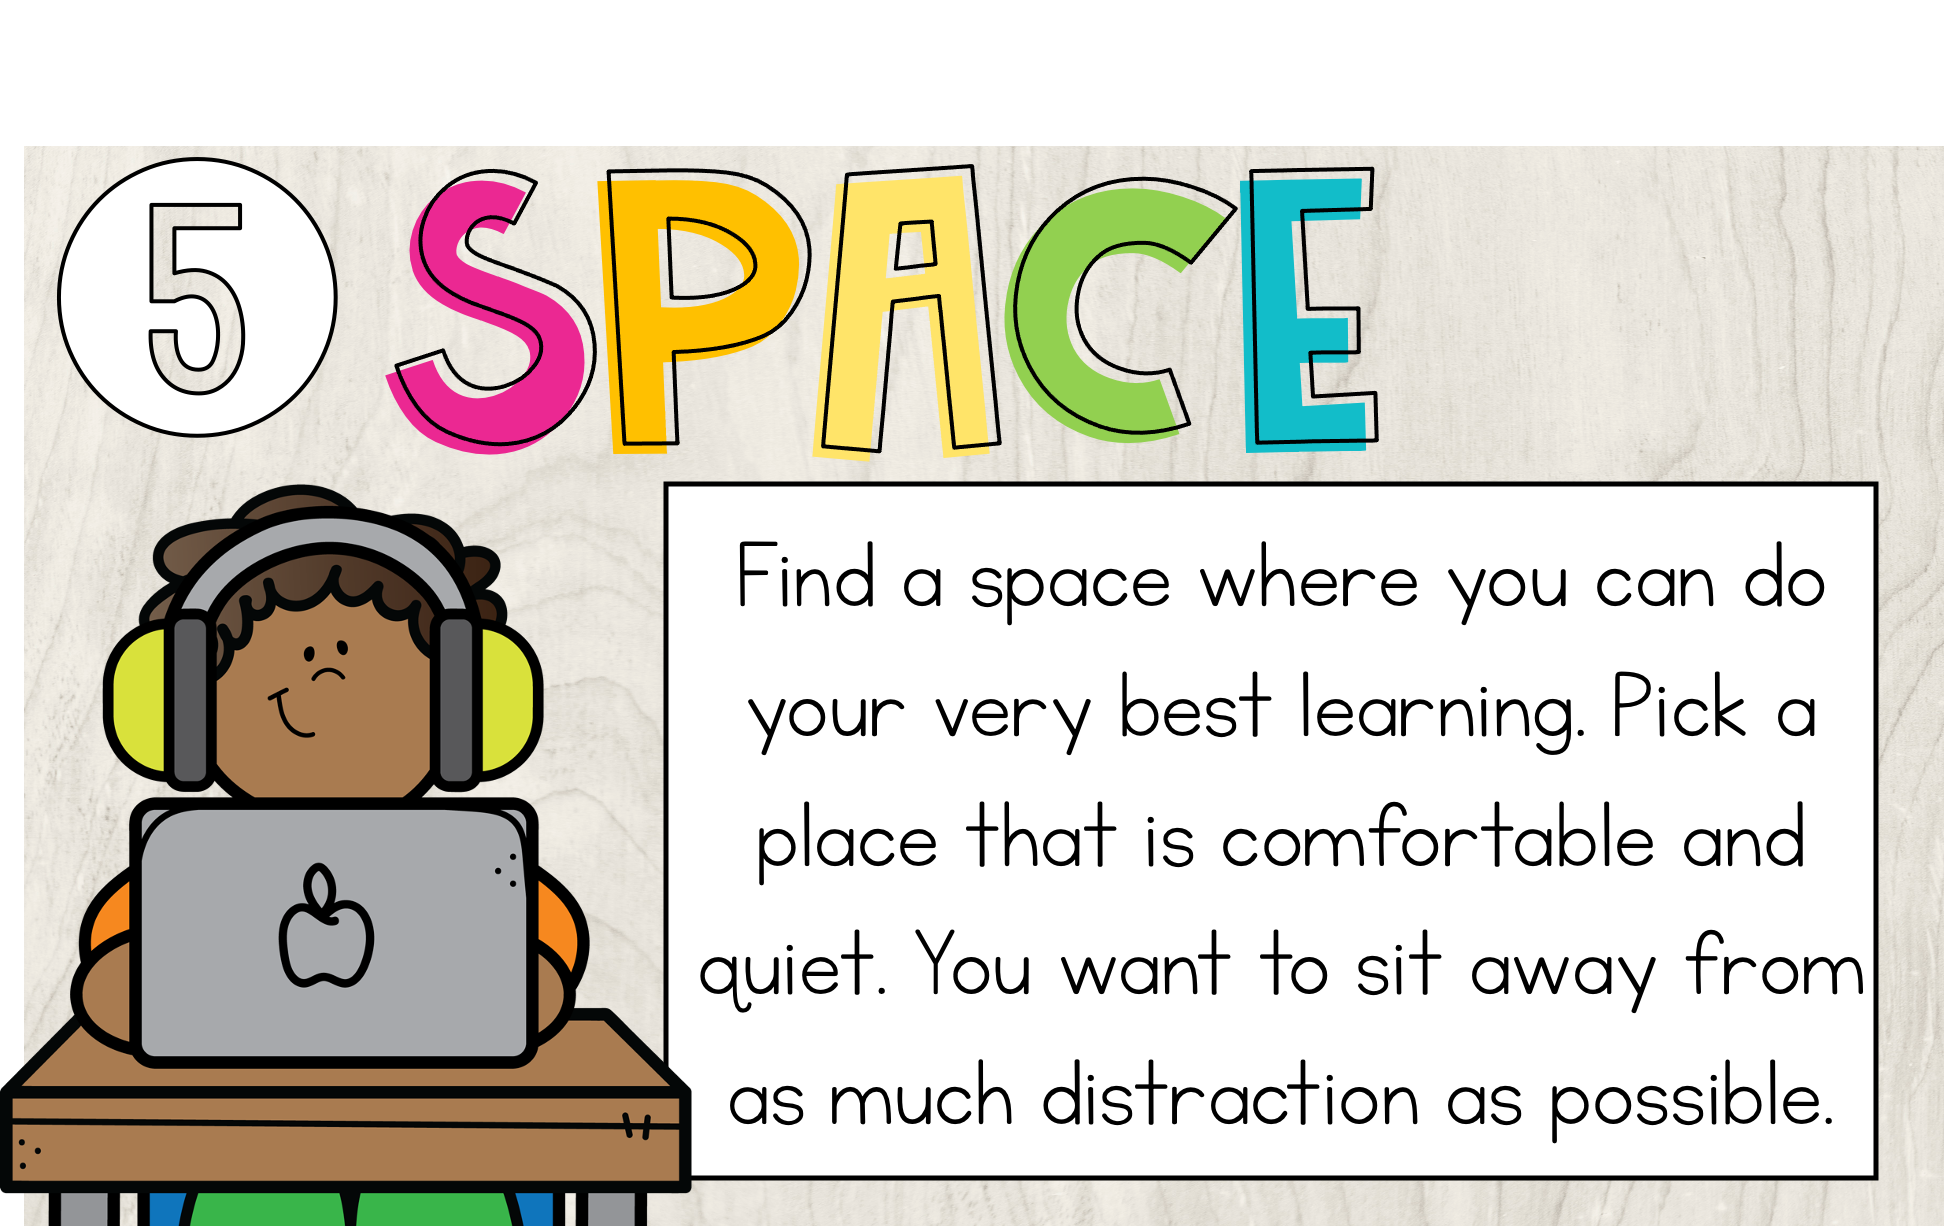 5 SPACE
Find a space where you can do
your very best learning. Pick a
place that is comfortable and
quiet. You want to sit away from
as much distraction as possible.